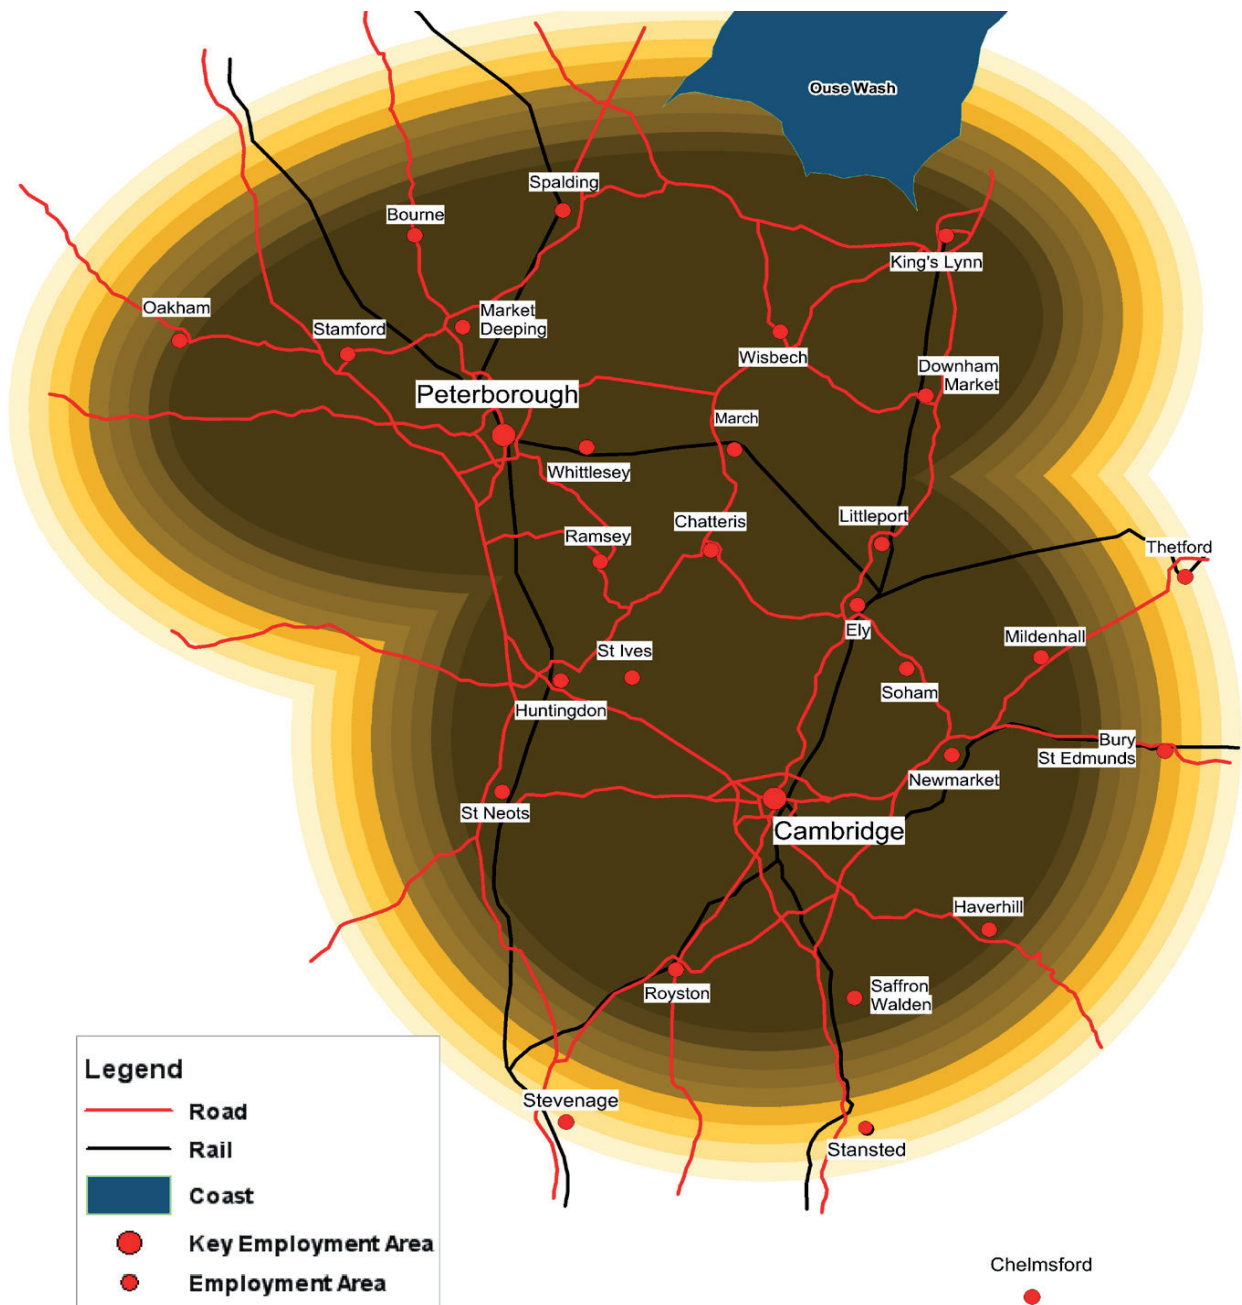 Ouse Wash
Spalding
Bourne
King's Lynn
Oakham
Market
Deeping
Stamford
Wisbech
Downham
Market
Peterborough
March
Whittlesey
Littleport
Chatteris
Ramsey
Thetford
Ely
Mildenhall
St Ives
Soham
Huntingdon
Bury
St Edmunds
Newmarket
St Neots
Cambridge
Haverhill
Saffron
Walden
Royston
Stevenage
Stansted
Chelmsford
Legend
Road
Rail
Coast
Key Employment Area
Employment Area